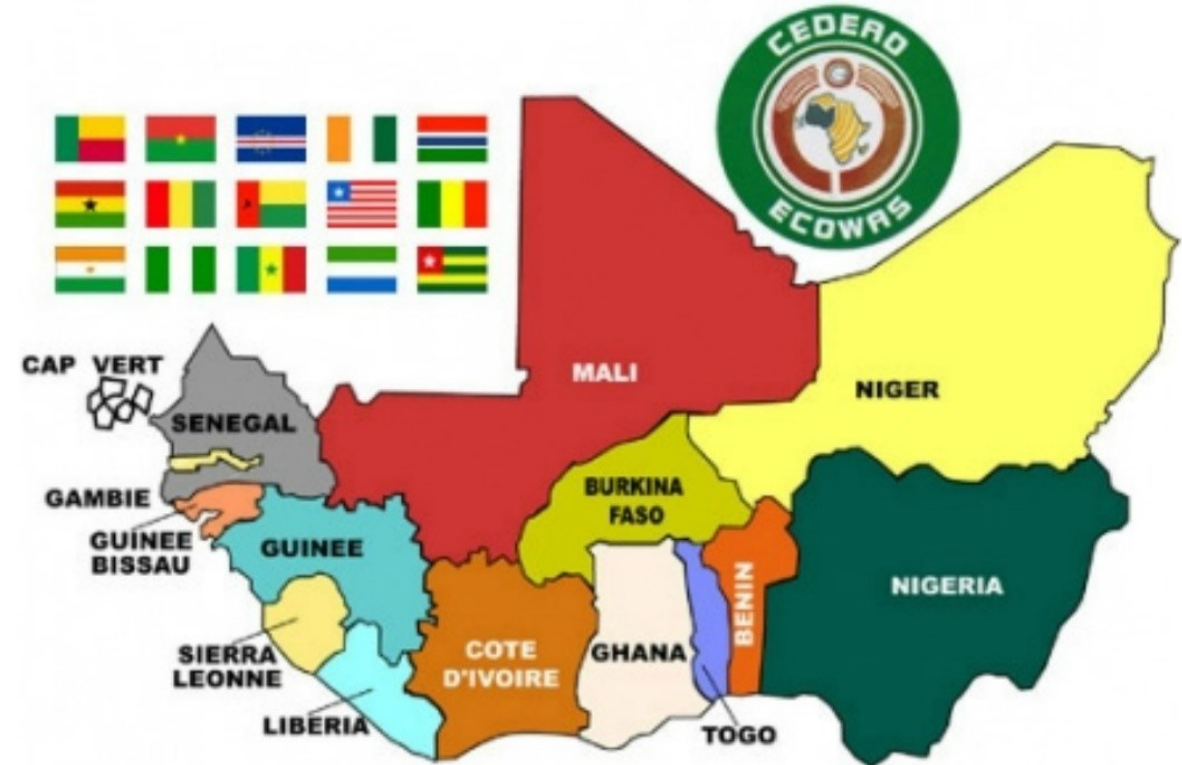 CEDEAO
ECOWAS
MALI
CAP VERT
NIGER
SENEGAL
BURKINA
FASO
GAMBIE
GUINEE
BISSAU
GUINEE
NIGERIA
BENIN
SIERRA
LEONNE
COTE
D'IVOIRE
GHANA
LIBERIA
TOGO